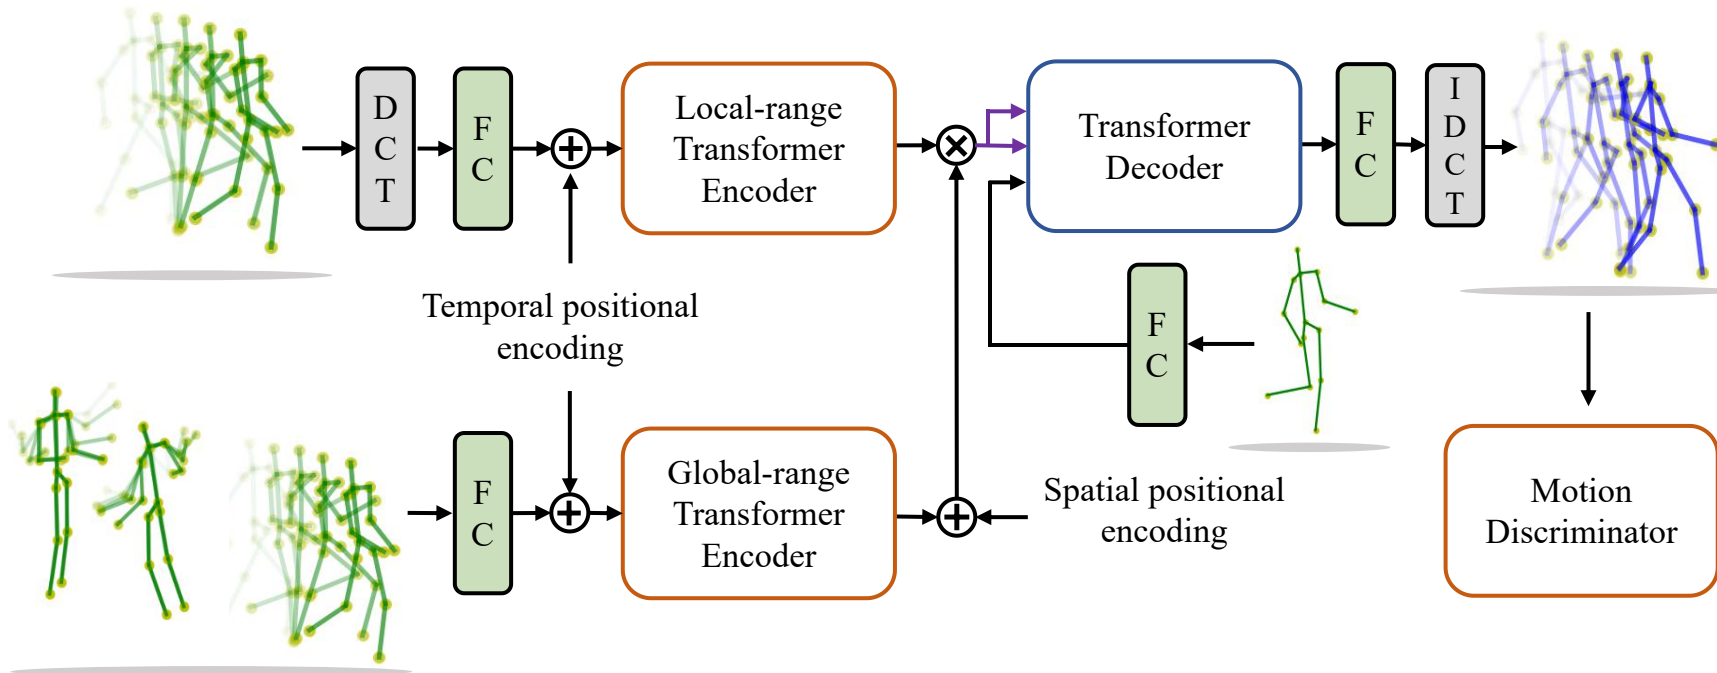 D
C
T
F
C
Local-range
Transformer
Encoder
Transformer
Decoder
F
C
I
D
C
T
Temporal positional
encoding
F
C
F
C
Global-range
Transformer
Encoder
Spatial positional
encoding
Motion
Discriminator